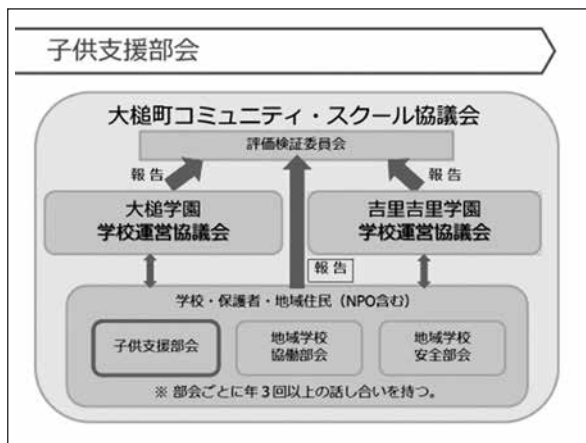 子供支援部会
大槌町コミュニティ・スクール協議会
評価検証委員会
報告
報告
大槌学園
学校運営協議会
吉里吉里学園
学校運営協議会
報告
学校・保護者・地域住民(NPO含む)
子供支援部会
地域学校
協働部会
地域学校
安全部会
※ 部会ごとに年3回以上の話し合いを持つ。